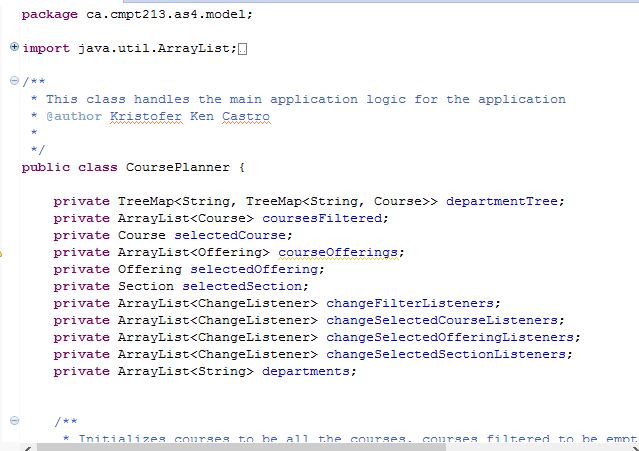 package ca.cmpt213.as4.model;
import java.util.ArrayList;
/**
 * This class handles the main application logic for the application
 * @author Kristofer Ken Castro
 *
 */
public class CoursePlanner {
private TreeMap<String, TreeMap<String, Course>> departmentTree;
private ArrayList<Course> coursesFiltered;
private Course selectedCourse;
private ArrayList<Offering> courseOfferings;
private Offering selectedOffering;
private Section selectedSection;
private ArrayList<ChangeListener> changeFilterListeners;
private ArrayList<ChangeListener> changeSelectedCourseListeners;
private ArrayList<ChangeListener> changeSelectedOfferingListeners;
private ArrayList<ChangeListener> changeSelectedSectionListeners;
private ArrayList<String> departments;
/**
 * Initializes courses to be all the courses, courses filtered to be empt